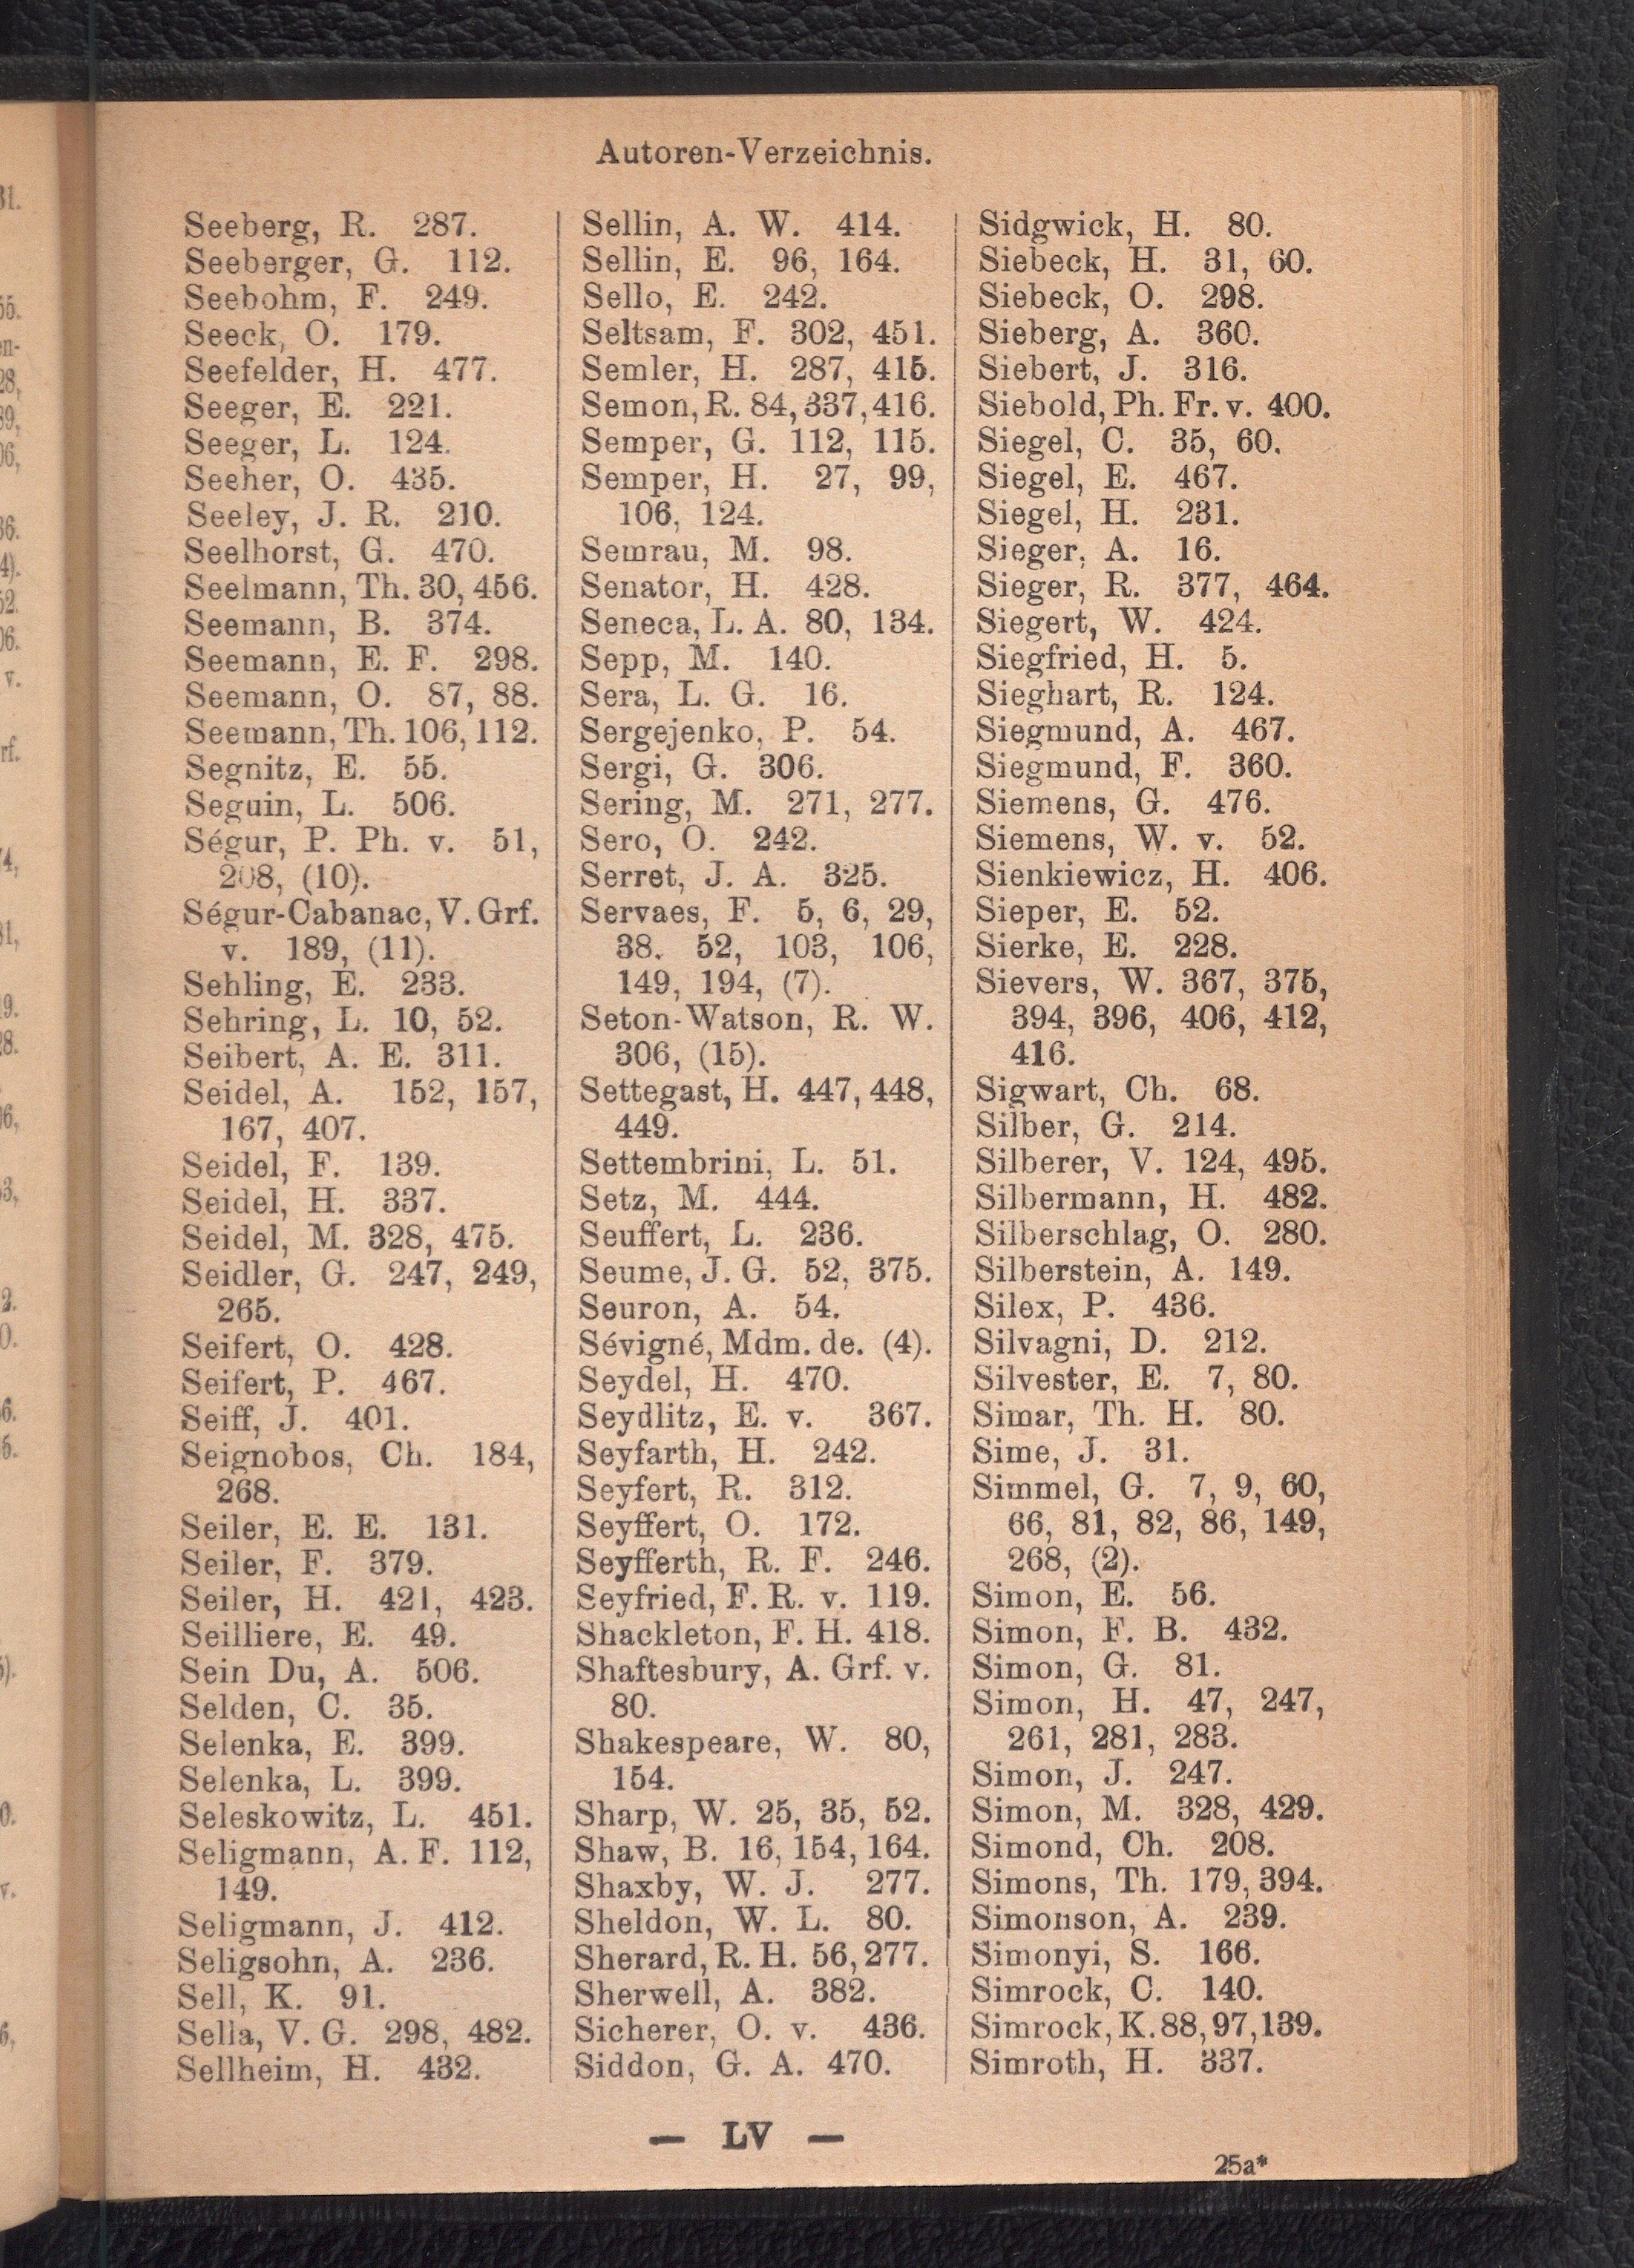 Autoren-Verzeichnis.
Seeberg, R. 287.
Seeberger, G. 112.
Seebohm, F. 249.
Seeck, O. 179.
Seefelder, H. 477.
Seeger, E. 221.
Seeger, L. 124.
Seeher, O. 435.
Seeley, J. R. 210.
Seelhorst, G. 470.
Seelmann, Th. 30, 456.
Seemann, B. 374.
Seemann, E. F. 298.
Seemann, O. 87, 88.
Seemann, Th. 106, 112.
Segnitz, E. 55.
Seguin, L. 506.
Ségur, P. Ph. v. 51,
208, (10).
Ségur-Cabanac, V. Grf.
v. 189, (11).
Sehling, E. 233.
Sehring, L. 10, 52.
Seibert, A. E. 311.
Seidel, A. 152, 157,
167, 407.
Seidel, F. 139.
Seidel, H. 337.
Seidel, M. 328, 475.
Seidler, G. 247, 249,
265.
Seifert, O. 428.
Seifert, P. 467.
Seiff, J. 401.
Seignobos, Ch. 184,
268.
Seiler, E. E. 131.
Seiler, F. 379.
Seiler, H. 421, 423.
Seilliere, E. 49.
Sein Du, A. 506.
Selden, C. 35.
Selenka, E. 399.
Selenka, L. 399.
Seleskowitz, L. 451.
Seligmann, A. F. 112,
149.
Seligmann, J. 412.
Seligsohn, A. 236.
Sell, K. 91.
Sella, V. G. 298, 482.
Sellheim, H. 432.
Sellin, A. W. 414.
Sellin, E. 96, 164.
Sello, E. 242.
Seltsam, F. 302, 451.
Semler, H. 287, 415.
Semon, R. 84, 337, 416.
Semper, G. 112, 115.
Semper, H. 27, 99,
106, 124.
Semrau, M. 98.
Senator, H. 428.
Seneca, L. A. 80, 134.
Sepp, M. 140.
Sera, L. G. 16.
Sergejenko, P. 54.
Sergi, G. 306.
Sering, M. 271, 277.
Sero, O. 242.
Serret, J. A. 325.
Servaes, F. 5, 6, 29,
38. 52, 103, 106,
149, 194, (7).
Seton-Watson, R. W.
306, (15).
Settegast, H. 447, 448,
449.
Settembrini, L. 51.
Setz, M. 444.
Seuffert, L. 236.
Seume, J. G. 52, 375.
Seuron, A. 54.
Sévigné, Mdm. de. (4).
Seydel, H. 470.
Seydlitz, E. v. 367.
Seyfarth, H. 242.
Seyfert, R. 312.
Seyffert, O. 172.
Seyfferth, R. F. 246.
Seyfried, F. R. v. 119.
Shackleton, F. H. 418.
Shaftesbury, A. Grf. v.
80.
Shakespeare, W. 80,
154.
Sharp, W. 25, 35, 52.
Shaw, B. 16, 154, 164.
Shaxby, W. J. 277.
Sheldon, W. L. 80.
Sherard, R. H. 56, 277.
Sherwell, A. 382.
Sicherer, O. v. 436.
Siddon, G. A. 470.
Sidgwick, H. 80.
Siebeck, H. 31, 60.
Siebeck, O. 298.
Sieberg, A. 360.
Siebert, J. 316.
Siebold, Ph. Fr. v. 400.
Siegel, C. 35, 60.
Siegel, E. 467.
Siegel, H. 231.
Sieger, A. 16.
Sieger, R. 377, 464.
Siegert, W. 424.
Siegfried, H. 5.
Sieghart, R. 124.
Siegmund, A. 467.
Siegmund, F. 360.
Siemens, G. 476.
Siemens, W. v. 52.
Sienkiewicz, H. 406.
Sieper, E. 52.
Sierke, E. 228.
Sievers, W. 367, 375,
394, 396, 406, 412,
416.
Sigwart, Ch. 68.
Silber, G. 214.
Silberer, V. 124, 495.
Silbermann, H. 482.
Silberschlag, O. 280.
Silberstein, A. 149.
Silex, P. 436.
Silvagni, D. 212.
Silvester, E. 7, 80.
Simar, Th. H. 80.
Sime, J. 31.
Simmel, G. 7, 9, 60,
66, 81, 82, 86, 149,
268, (2).
Simon, E. 56.
Simon, F. B. 432.
Simon, G. 81.
Simon, H. 47, 247,
261, 281, 283.
Simon, J. 247.
Simon, M. 328, 429.
Simond, Ch. 208.
Simons, Th. 179, 394.
Simonson, A. 239.
Simonyi, S. 166.
Simrock, C. 140.
Simrock, K. 88, 97, 139.
Simroth, H. 337.
— LV —
25a*